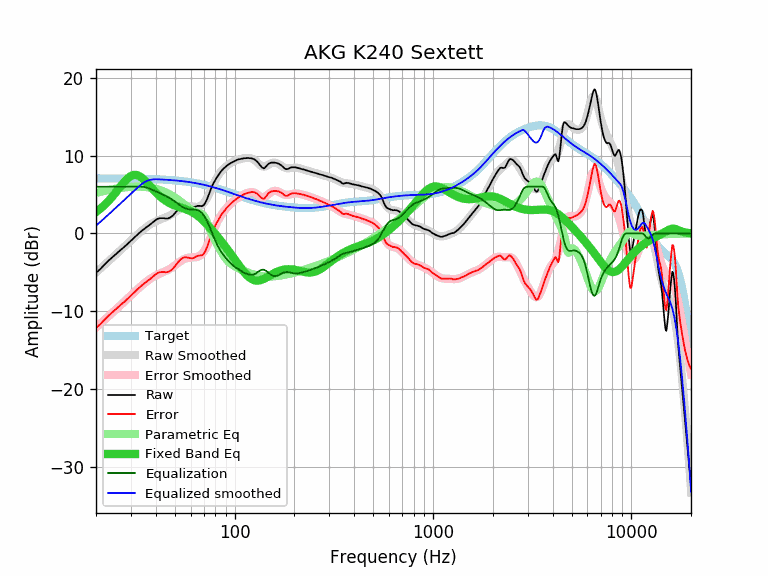 AKG K240 Sextett
Amplitude (dBr)
20
10
0
−10
−20
−30
Target
Raw Smoothed
Error Smoothed
Raw
Error
Parametric Eq
Fixed Band Eq
Equalization
Equalized smoothed
100 1000 10000
Frequency (Hz)